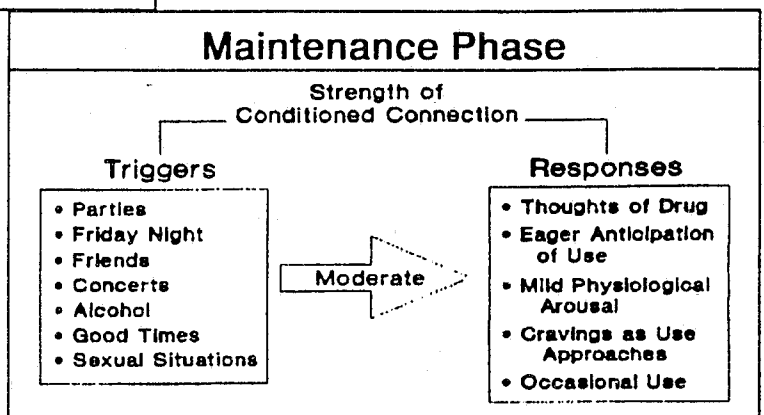 Maintenance Phase
Strength of
Conditioned Connection
Triggers
• Parties
• Friday Night
• Friends
• Concerts
• Alcohol
• Good Times
• Sexual Situations
Moderate
Responses
• Thoughts of Drug
• Eager Anticipation
of Use
• Mild Physiological
Arousal
• Cravings as Use
Approaches
• Occasional Use